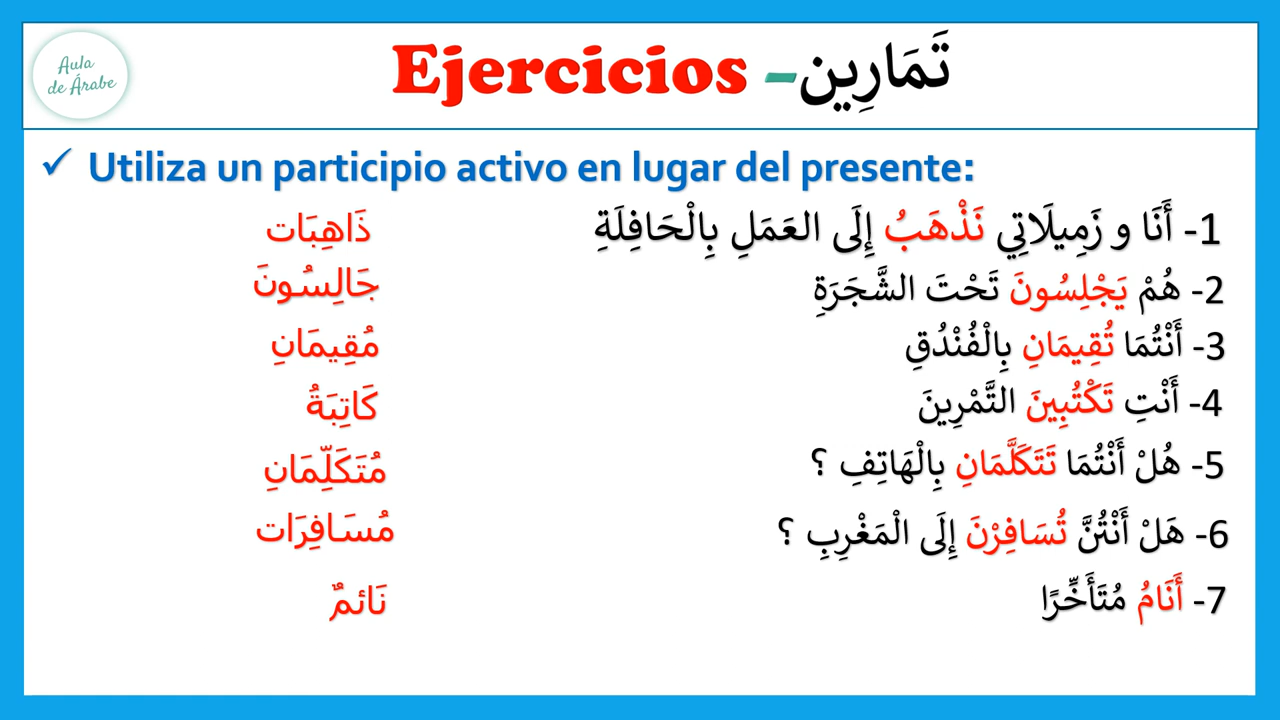 Aula
de Árabe
Ejercicios –تَمَارِين
✓ Utiliza un participio activo en lugar del presente:
1- أَنَا و زَمِيلَاتِي نَذْهَبُ إِلَى العَمَلِ بِالْحَافِلَةِ ذَاهِبَات
2- هُمْ يَجْلِسُونَ تَحْتَ الشَّجَرَةِ جَالِسُونَ
3- أَنْتُمَا تُقِيمَانِ بِالْفُنْدُقِ مُقِيمَانِ
4- أَنْتِ تَكْتُبِينَ التَّمْرِينَ كَاتِبَةُ
5- هُلْ أَنْتُمَا تَتَكَلَّمَانِ بِالْهَاتِفِ ؟ مُتَكَلِّمَانِ
6- هَلْ أَنْتُنَّ تُسَافِرْنَ إِلَى الْمَغْرِبِ ؟ مُسَافِرَات
7- أَنَامُ مُتَأَخِّرًا نَائمٌ